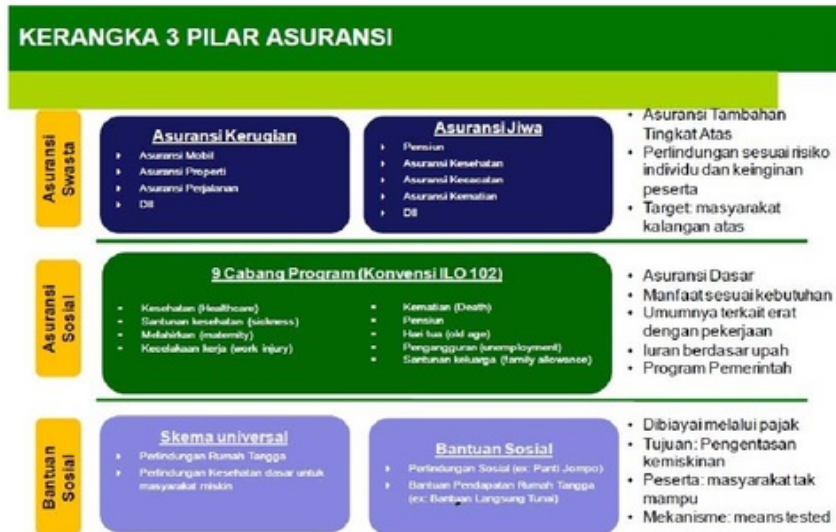 KERANGKA 3 PILAR ASURANSI
Asuransi
Swasta
Asuransi Kerugian
Asuransi Mobil
Asuransi Properti
Asuransi Perjalanan
Dll
Asuransi Jiwa
Pensiun
Asuransi Kesehatan
Asuransi Kecacatan
Asuransi Kematian
Dll
• Asuransi Tambahan
Tingkat Atas
• Perlindungan sesuai risiko
individu dan keinginan
peserta
• Target: masyarakat
kalangan atas
Asuransi
Sosial
9 Cabang Program (Konvensi ILO 102)
Kesehatan (Healthcare)
Santunan kesehatan (sickness)
Melahirkan (maternity)
Kecelakaan kerja (work injury)
Kematian (Death)
Pensiun
Hari tua (old age)
Pengangguran (unemployment)
Santunan keluarga (family allowance)
• Asuransi Dasar
• Manfaat sesuai kebutuhan
• Umumnya terkait erat
dengan pekerjaan
• Iuran berdasar upah
• Program Pemerintah
Bantuan
Sosial
Skema universal
Perlindungan Rumah Tangga
Perlindungan Kesehatan dasar untuk
masyarakat miskin
Bantuan Sosial
Perlindungan Sosial (ex: Panti Jompo)
Bantuan Pendapatan Rumah Tangga
(ex: Bantuan Langsung Tunai)
• Dibiayai melalui pajak
• Tujuan: Pengentasan
kemiskinan
• Peserta: masyarakat tak
mampu
• Mekanisme: means tested